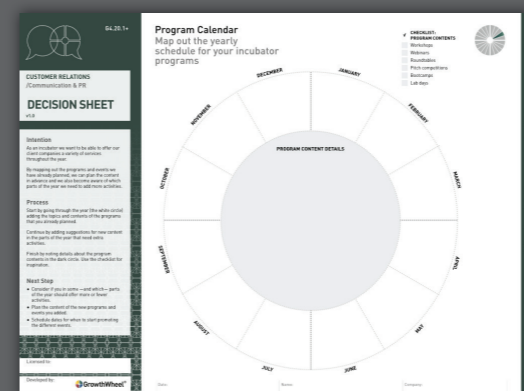 G4.20.1+
CUSTOMER RELATIONS
/Communication & PR
DECISION SHEET
v1.0
Intention
As an incubator we want to be able to offer our
client companies a variety of services
throughout the year.
By mapping out the programs and events we
have already planned, we can plan the content
in advance and we also become aware of which
parts of the year we need to add more activities.
Process
Start by going through the year (the white circle)
adding the topics and contents of the programs
that you already planned.
Continue by adding suggestions for new content
in the parts of the year that need extra
activities.
Finish by noting details about the program
contents in the dark circle. Use the checklist for
inspiration.
Next Step
• Consider if you in some —and which— parts
of the year should offer more or fewer
activities.
• Plan the content of the new programs and
events you added.
• Schedule dates for when to start promoting
the different events.
Licensed to:
Developed by:
GrowthWheel
Program Calendar
Map out the yearly
schedule for your incubator
programs
CHECKLIST:
PROGRAM CONTENTS
Workshops
Webinars
Roundtables
Pitch competitions
Bootcamps
Lab days
JANUARY
FEBRUARY
MARCH
APRIL
MAY
JUNE
JULY
AUGUST
SEPTEMBER
OCTOBER
NOVEMBER
DECEMBER
PROGRAM CONTENT DETAILS
Date:
Name:
Company: